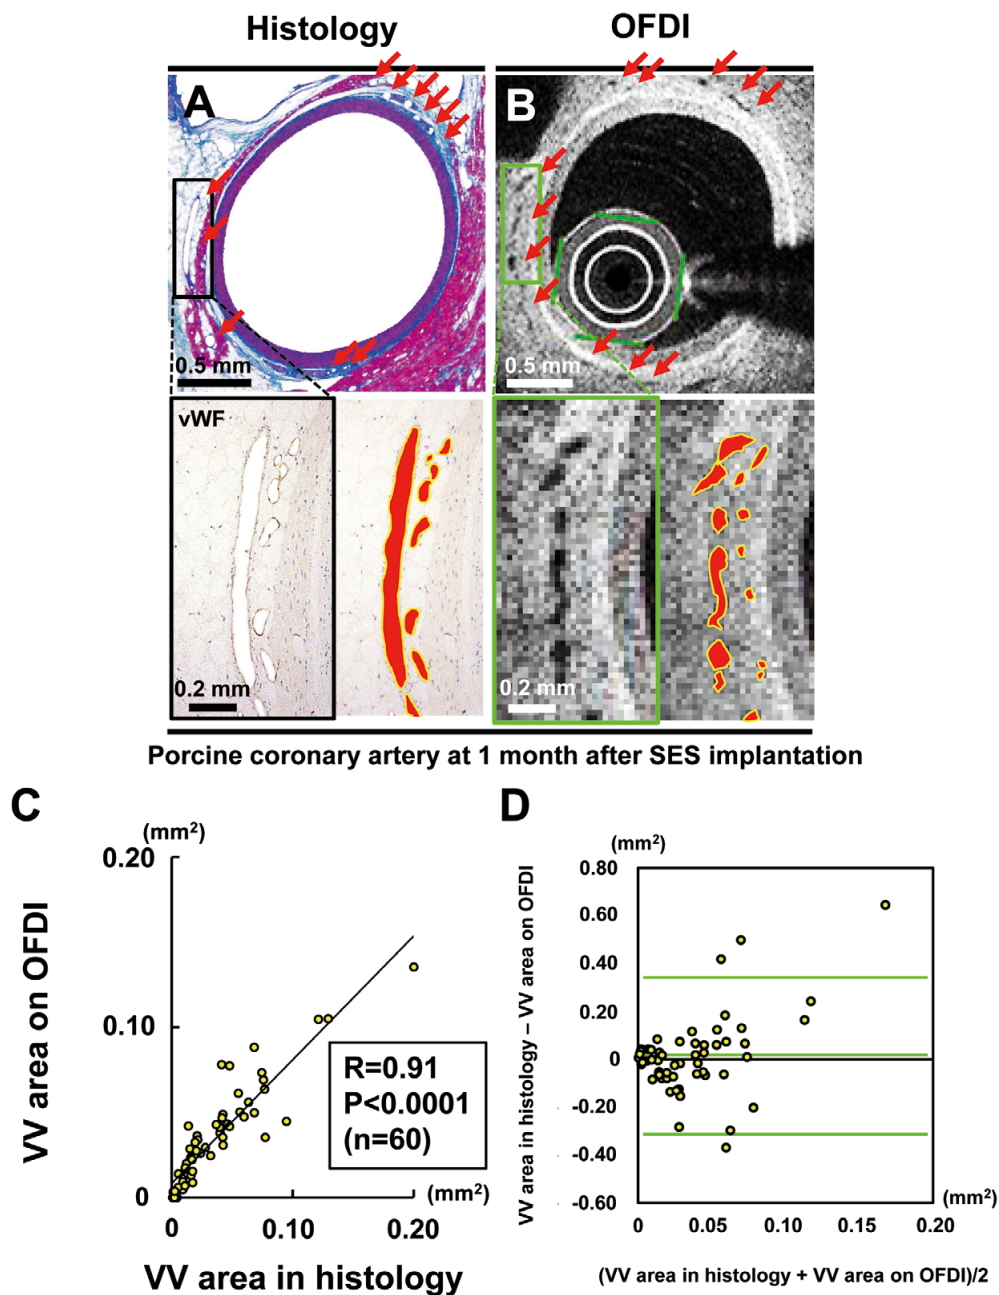 Histology
OFDI
A
B
0.5 mm
0.5 mm
vWF
0.2 mm
0.2 mm
Porcine coronary artery at 1 month after SES implantation
C
(mm²)
0.20
0.10
0
0
0.10
0.20
(mm²)
VV area on OFDI
R=0.91
P<0.0001
(n=60)
VV area in histology
D
(mm²)
0.80
0.60
0.40
0.20
0
-0.20
-0.40
-0.60
0
0.05
0.10
0.15
0.20
(mm²)
VV area in histology – VV area on OFDI
(VV area in histology + VV area on OFDI)/2